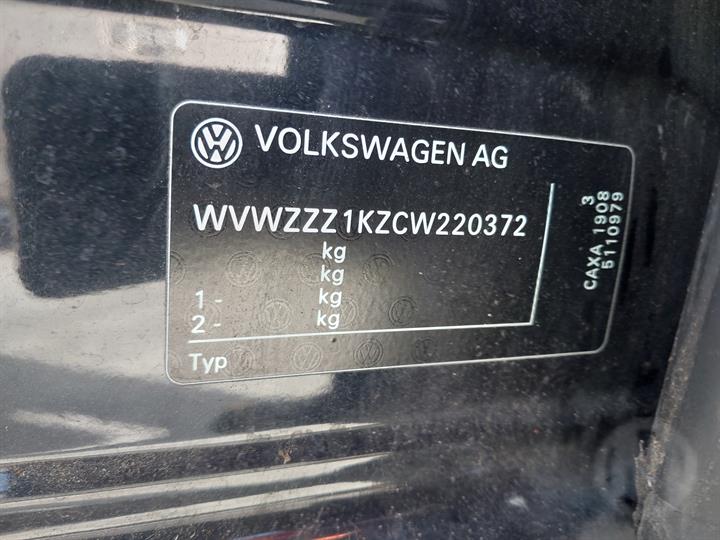 VOLKSWAGEN AG
WVWZZZ1KZCW220372
kg
kg
1 - kg
2 - kg
Typ
3
CAXA 1908
5110979